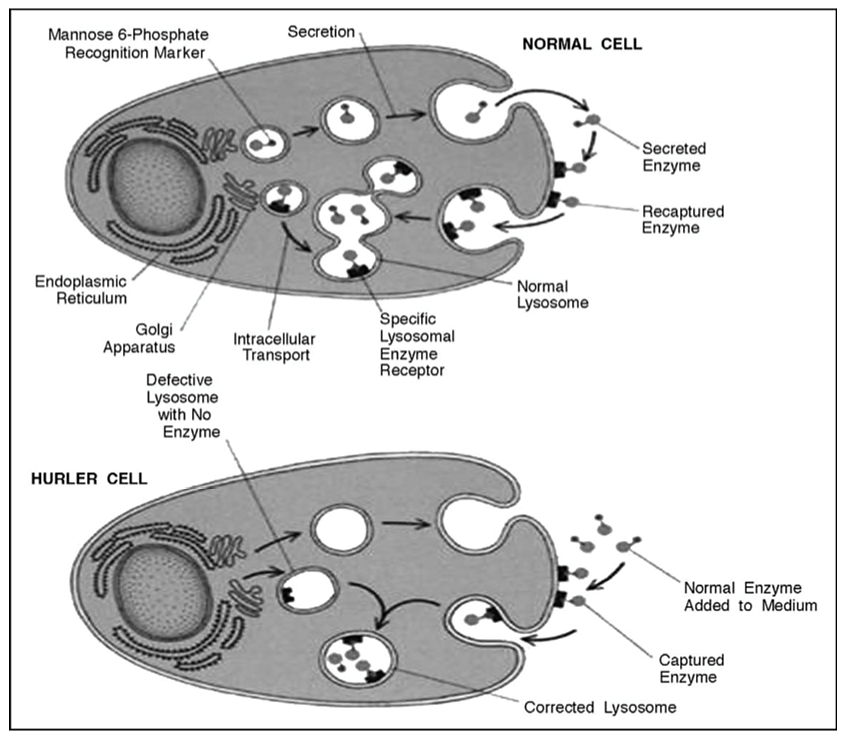 Mannose 6-Phosphate
Recognition Marker
Secretion
NORMAL CELL
Secreted
Enzyme
Recaptured
Enzyme
Endoplasmic
Reticulum
Golgi
Apparatus
Intracellular
Transport
Specific
Lysosomal
Enzyme
Receptor
Normal
Lysosome
Defective
Lysosome
with No
Enzyme
HURLER CELL
Normal Enzyme
Added to Medium
Captured
Enzyme
Corrected Lysosome